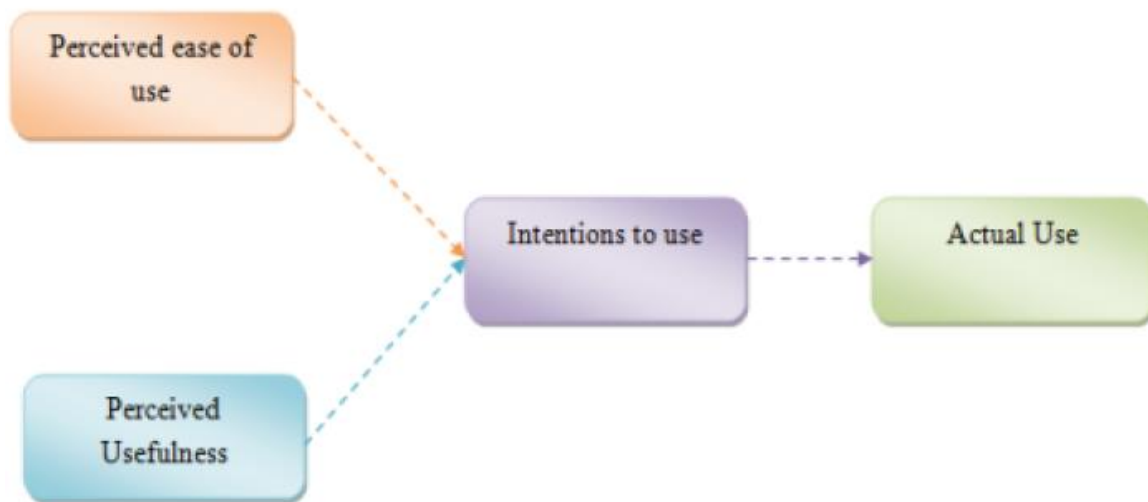 Perceived ease of
use
Intentions to use
Actual Use
Perceived
Usefulness